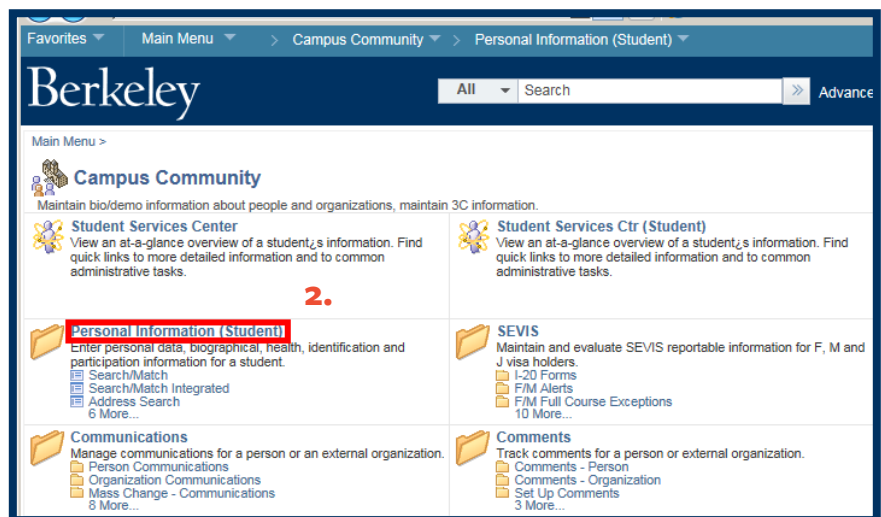 Favorites Main Menu > Campus Community > Personal Information (Student)
Berkeley
All Search » Advance
Main Menu >
Campus Community
Maintain bio/demo information about people and organizations, maintain 3C information.
Student Services Center
View an at-a-glance overview of a student¿s information. Find
quick links to more detailed information and to common
administrative tasks.
Student Services Ctr (Student)
View an at-a-glance overview of a student¿s information. Find
quick links to more detailed information and to common
administrative tasks.
2.
Personal Information (Student)
Enter personal data, biographical, health, identification and
participation information for a student.
Search/Match
Search/Match Integrated
Address Search
6 More...
SEVIS
Maintain and evaluate SEVIS reportable information for F, M and
J visa holders.
I-20 Forms
F/M Alerts
F/M Full Course Exceptions
10 More...
Communications
Manage communications for a person or an external organization.
Person Communications
Organization Communications
Mass Change - Communications
8 More...
Comments
Track comments for a person or external organization.
Comments - Person
Comments - Organization
Set Up Comments
3 More...